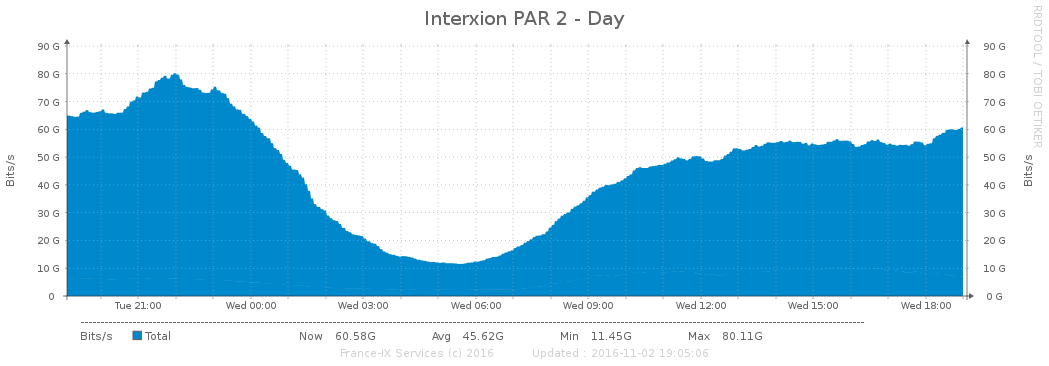 Interxion PAR 2 - Day
RRDTOOL / TOBI OETIKER
90 G 90 G
80 G 80 G
70 G 70 G
60 G 60 G
50 G 50 G
40 G 40 G
30 G 30 G
20 G 20 G
10 G 10 G
0 0 G
Bits/s
Bits/s
Tue 21:00 Wed 00:00 Wed 03:00 Wed 06:00 Wed 09:00 Wed 12:00 Wed 15:00 Wed 18:00
Bits/s Total Now 60.58G Avg 45.62G Min 11.45G Max 80.11G
France-IX Services (c) 2016 Updated : 2016-11-02 19:05:06